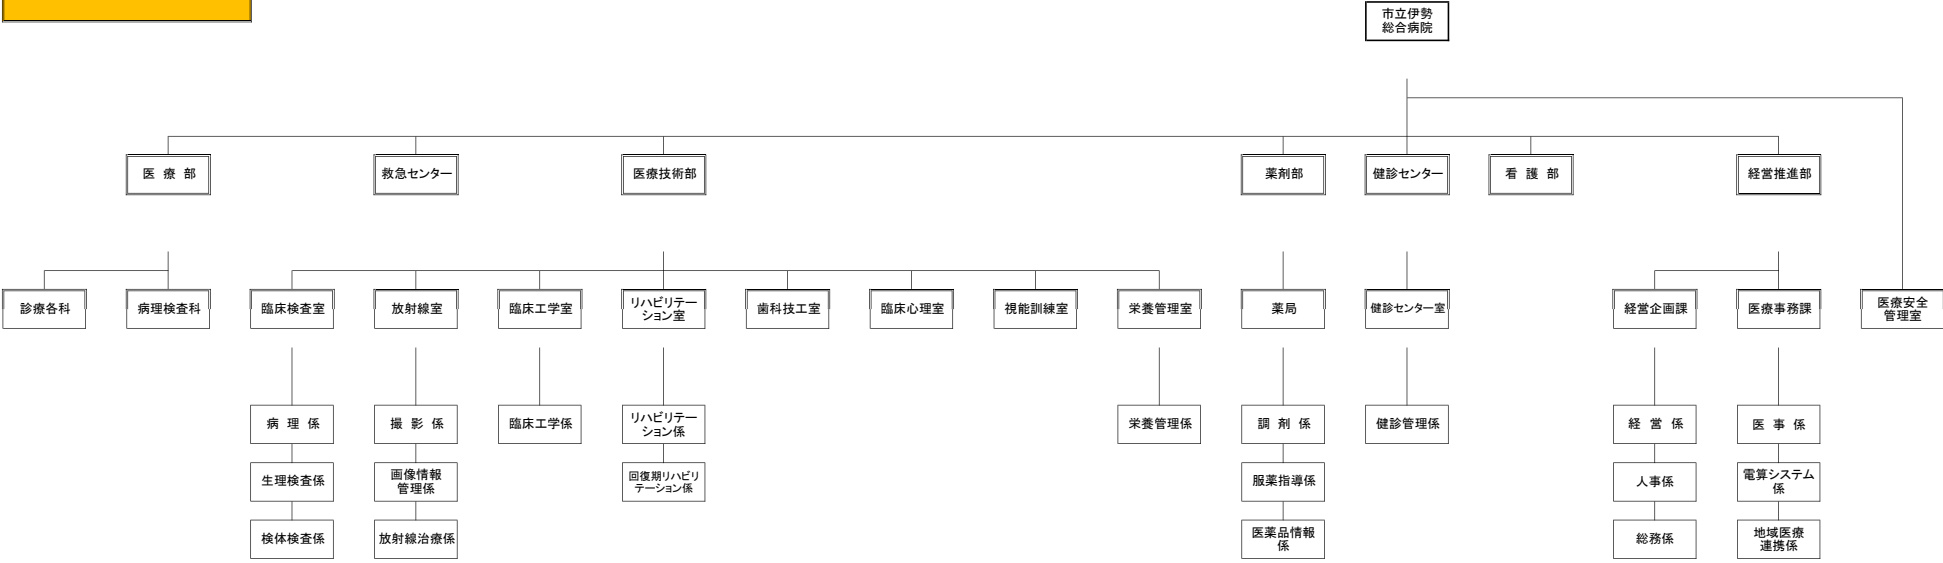 市立伊勢
総合病院
医 療 部
救急センター
医療技術部
薬剤部
健診センター
看 護 部
経営推進部
診療各科
病理検査科
臨床検査室
放射線室
臨床工学室
リハビリテー
ション室
歯科技工室
臨床心理室
視能訓練室
栄養管理室
薬局
健診センター室
経営企画課
医療事務課
医療安全
管理室
病 理 係
撮 影 係
臨床工学係
リハビリテー
ション係
栄養管理係
調 剤 係
健診管理係
経 営 係
医 事 係
生理検査係
画像情報
管理係
回復期リハビリ
テーション係
服薬指導係
人事係
電算システム
係
検体検査係
放射線治療係
医薬品情報
係
総務係
地域医療
連携係